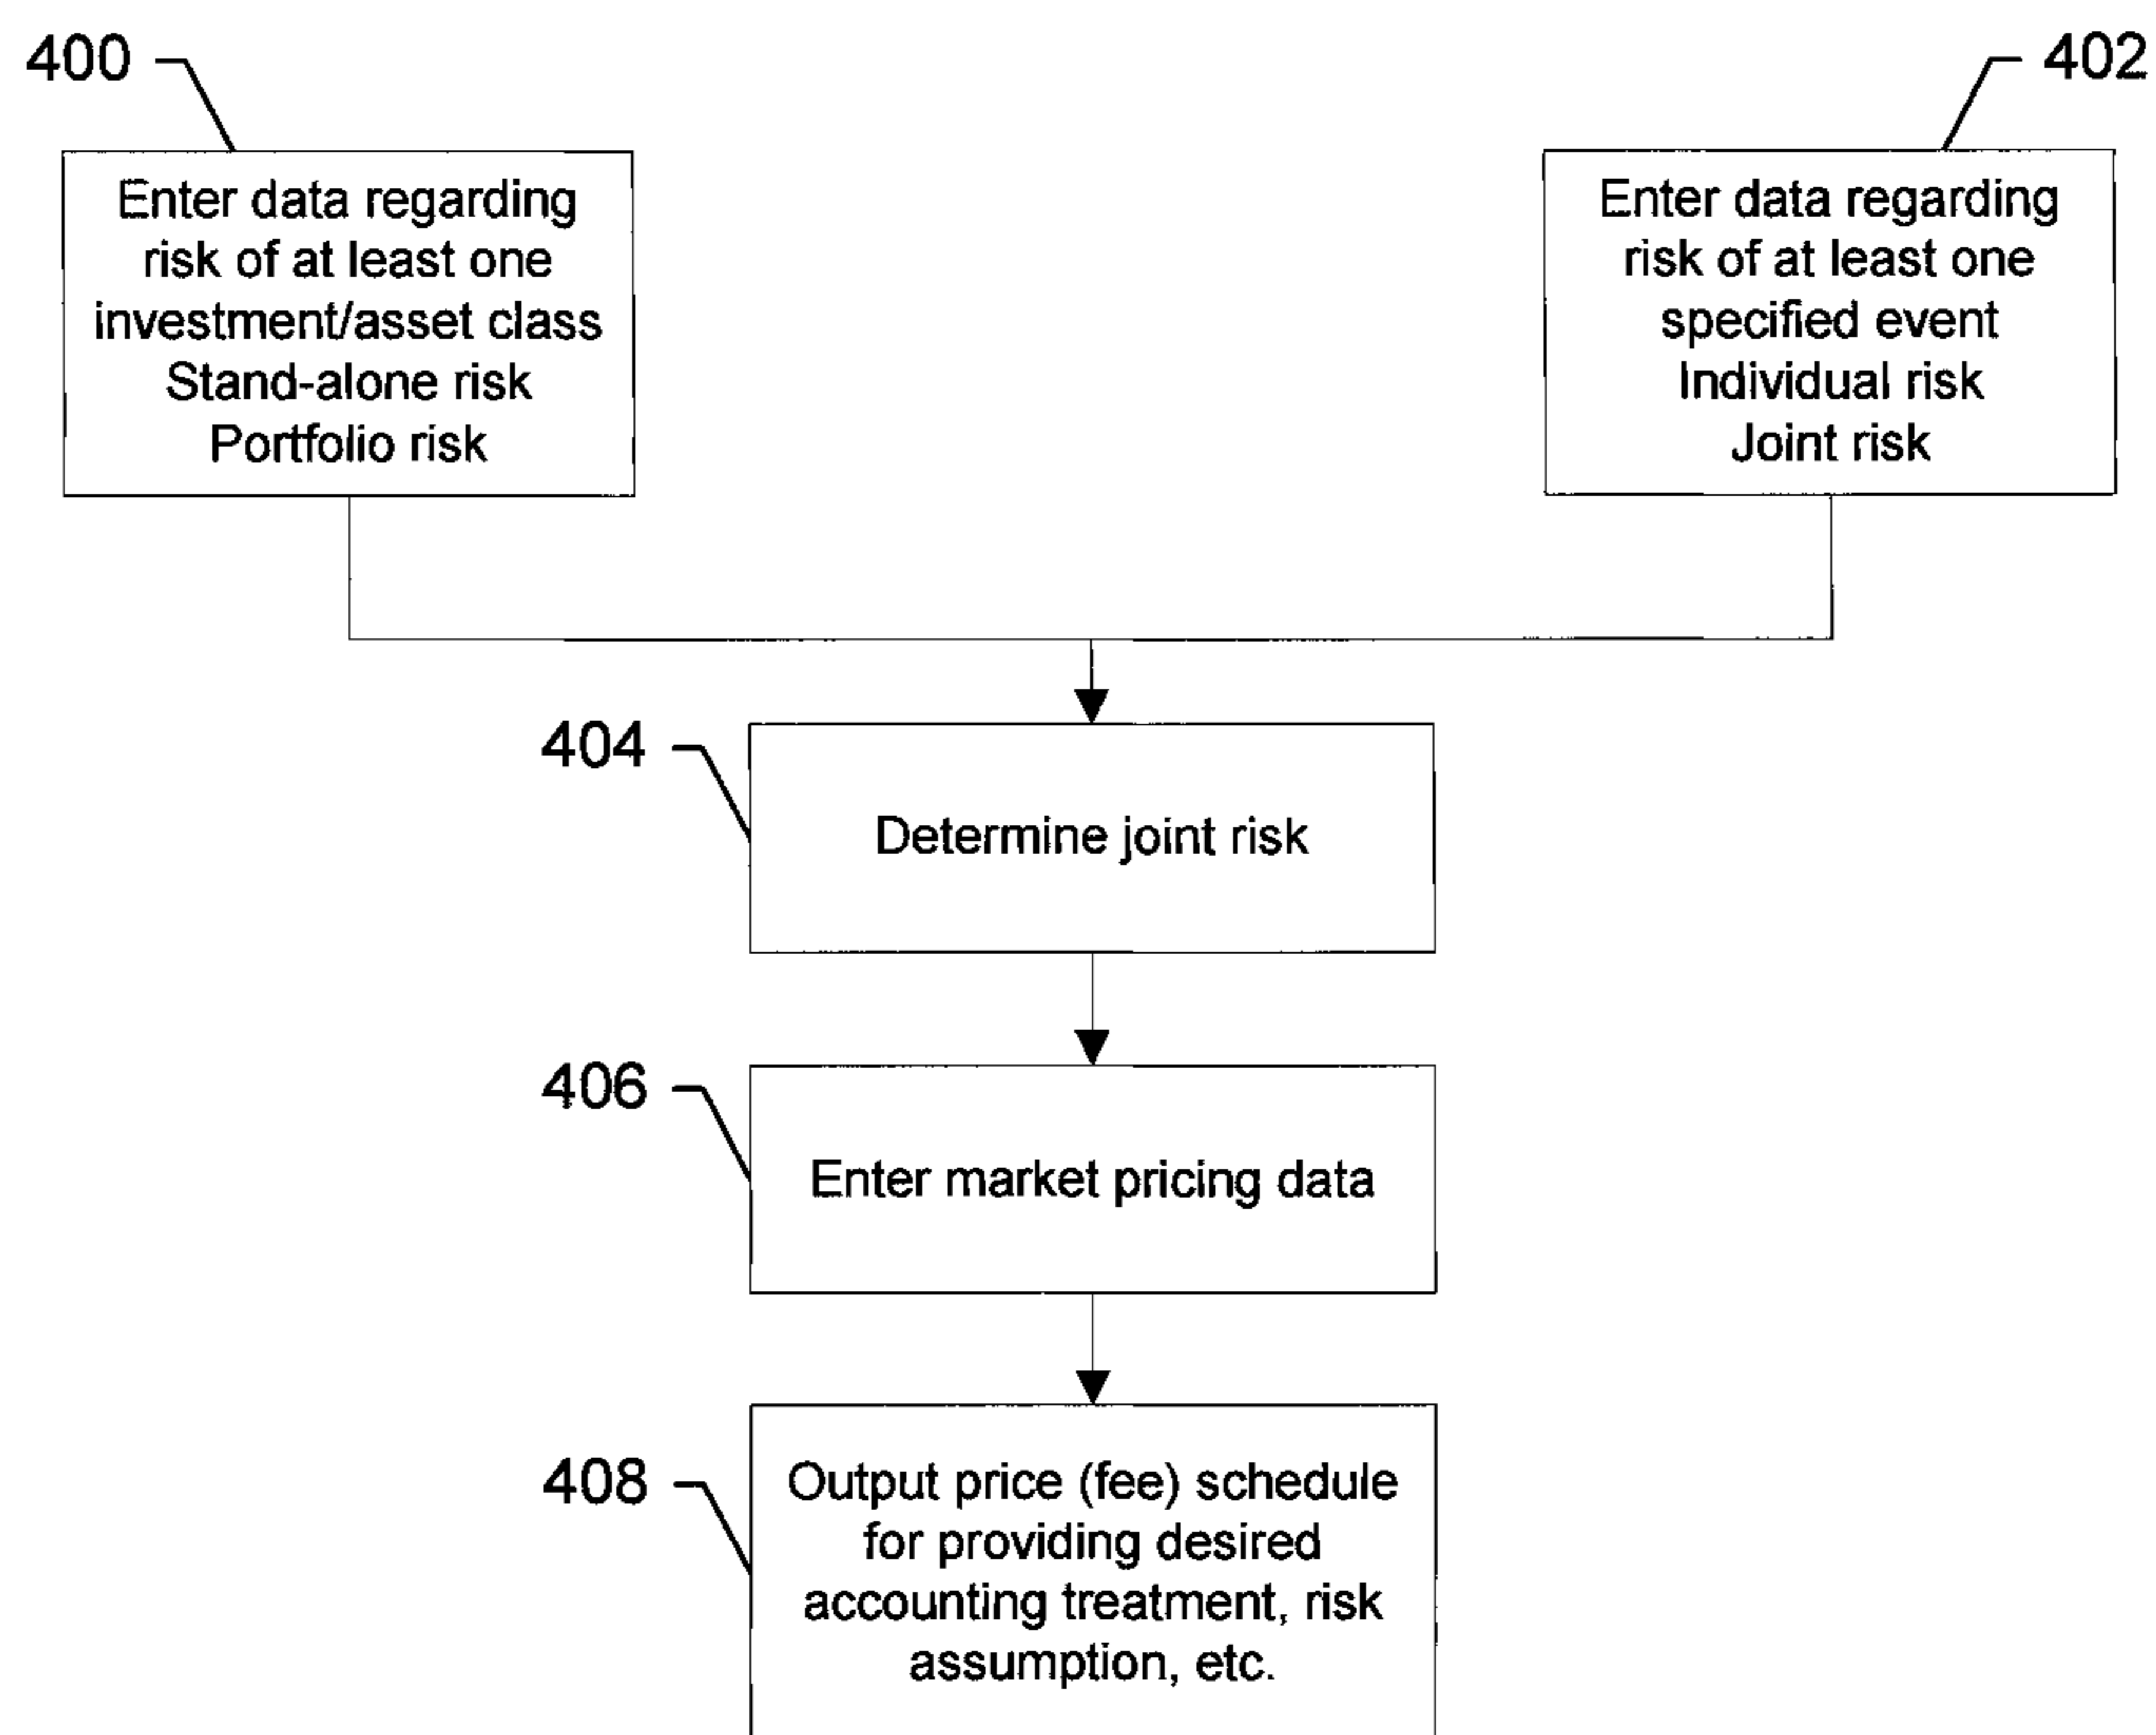 400
402
Enter data regarding
risk of at least one
investment/asset class
Stand-alone risk
Portfolio risk
Enter data regarding
risk of at least one
specified event
Individual risk
Joint risk
404
Determine joint risk
406
Enter market pricing data
408
Output price (fee) schedule
for providing desired
accounting treatment, risk
assumption, etc.